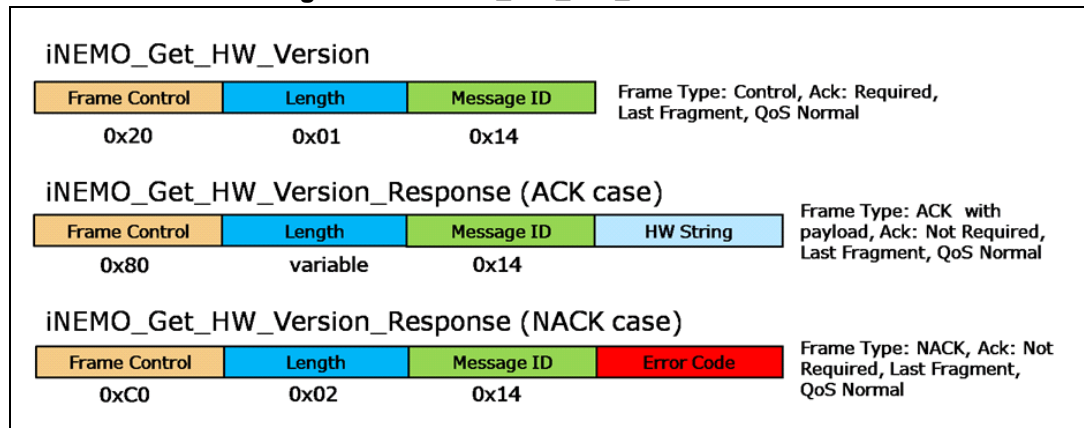 iNEMO_Get_HW_Version
Frame Control Length Message ID
0x20 0x01 0x14
Frame Type: Control, Ack: Required,
Last Fragment, QoS Normal
iNEMO_Get_HW_Version_Response (ACK case)
Frame Control Length Message ID HW String
0x80 variable 0x14
Frame Type: ACK with
payload, Ack: Not Required,
Last Fragment, QoS Normal
iNEMO_Get_HW_Version_Response (NACK case)
Frame Control Length Message ID Error Code
0xC0 0x02 0x14
Frame Type: NACK, Ack: Not
Required, Last Fragment,
QoS Normal